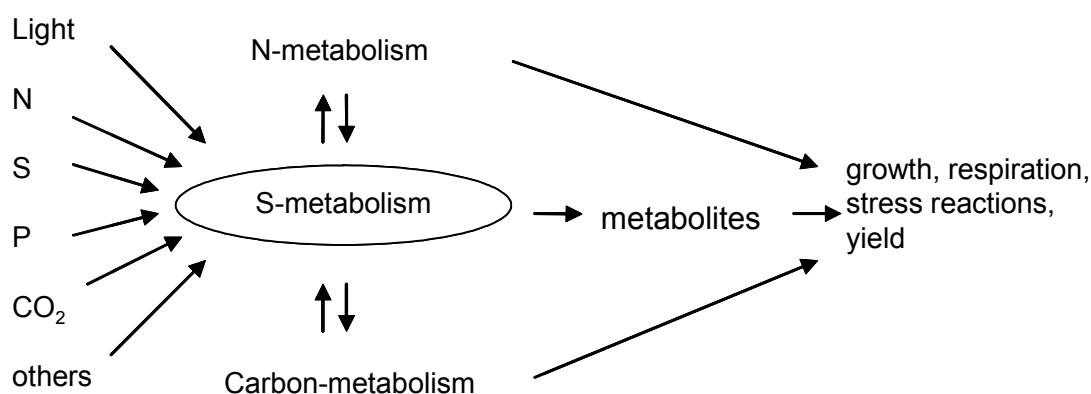 Light
N
S
P
CO₂
others
N-metabolism
S-metabolism
Carbon-metabolism
metabolites
growth, respiration,
stress reactions,
yield